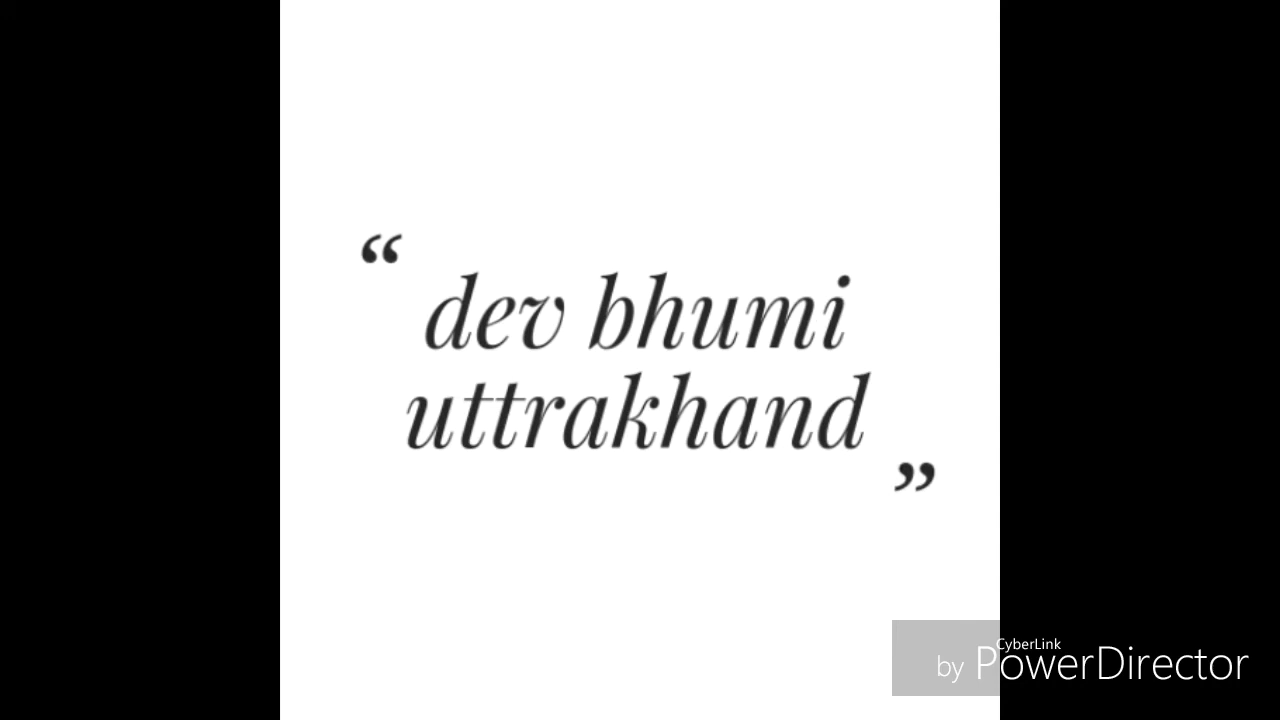 “
dev bhumi
uttrakhand
”
CyberLink
by PowerDirector